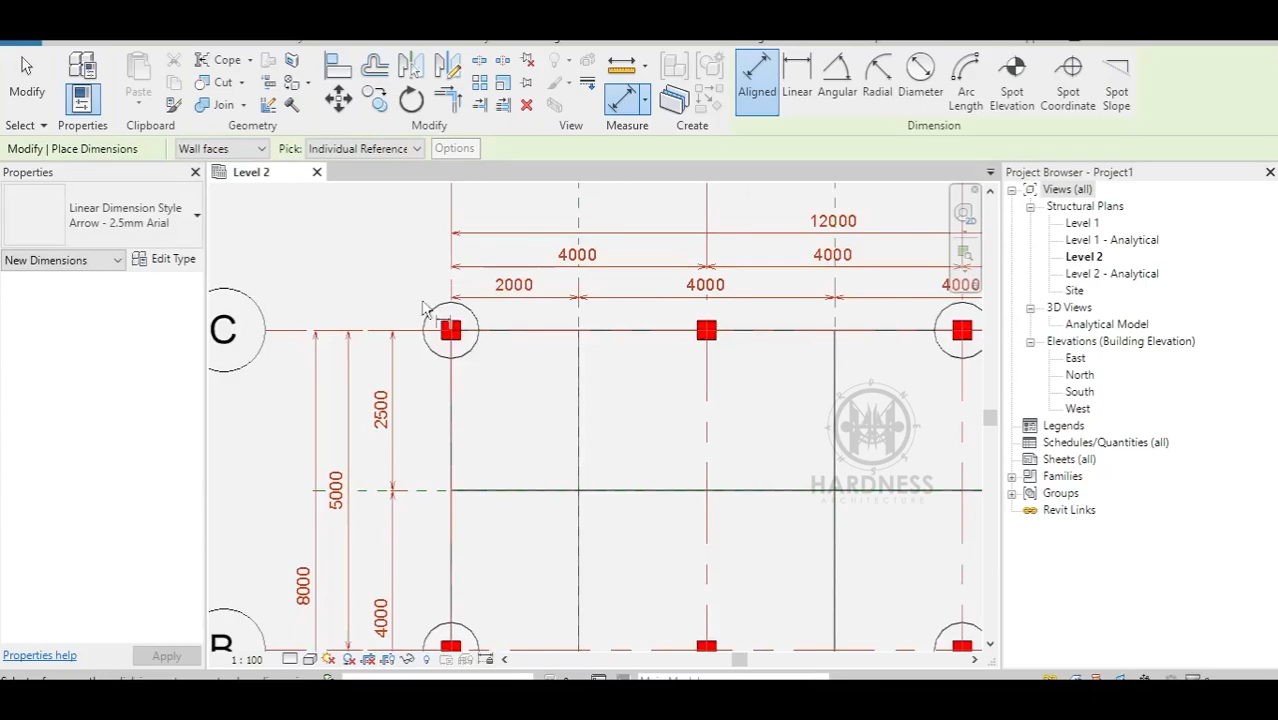 Modify
Paste
Cope
Cut
Join
Aligned
Linear
Angular
Radial
Diameter
Arc Length
Spot Elevation
Spot Coordinate
Spot Slope
Select
Properties
Clipboard
Geometry
Modify
View
Measure
Create
Dimension
Modify | Place Dimensions
Wall faces
Pick:
Individual Reference
Options
Properties
Level 2
Project Browser - Project1
Linear Dimension Style
Arrow - 2.5mm Arial
New Dimensions
Edit Type
Views (all)
Structural Plans
Level 1
Level 1 - Analytical
Level 2
Level 2 - Analytical
Site
3D Views
Analytical Model
Elevations (Building Elevation)
East
North
South
West
Legends
Schedules/Quantities (all)
Sheets (all)
Families
Groups
Revit Links
2D
12000
4000
4000
2000
4000
4000
C
2500
5000
8000
4000
B
HARDNESS
ARCHITECTURE
Properties help
Apply
1 : 100